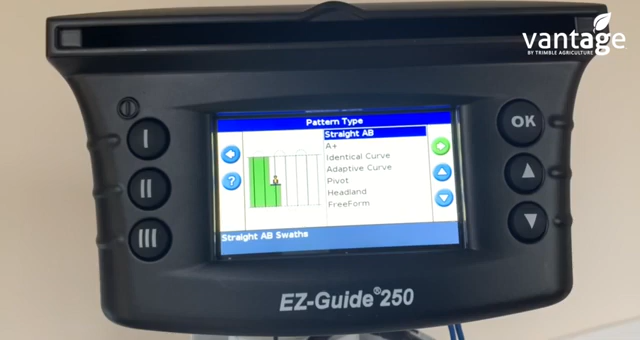 vantage
BY TRIMBLE AGRICULTURE
Pattern Type
Straight AB
A+
Identical Curve
Adaptive Curve
Pivot
Headland
FreeForm
?
Straight AB Swaths
I
II
III
OK
EZ-Guide®250